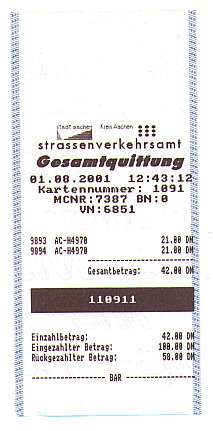 stadt aachen Kreis Aachen
strassenverkehrsamt
Gesamtquittung
01.08.2001 12:43:12
Kartennummer: 1091
MCNR:7387 BN:0
VN:6851
9893 AC-H4970 21.00 DM
9894 AC-H4970 21.00 DM
Gesamtbetrag: 42.00 DM
110911
Einzahlbetrag: 42.00 DM
Eingezahlter Betrag: 100.00 DM
Rückgezahlter Betrag: 58.00 DM
BAR